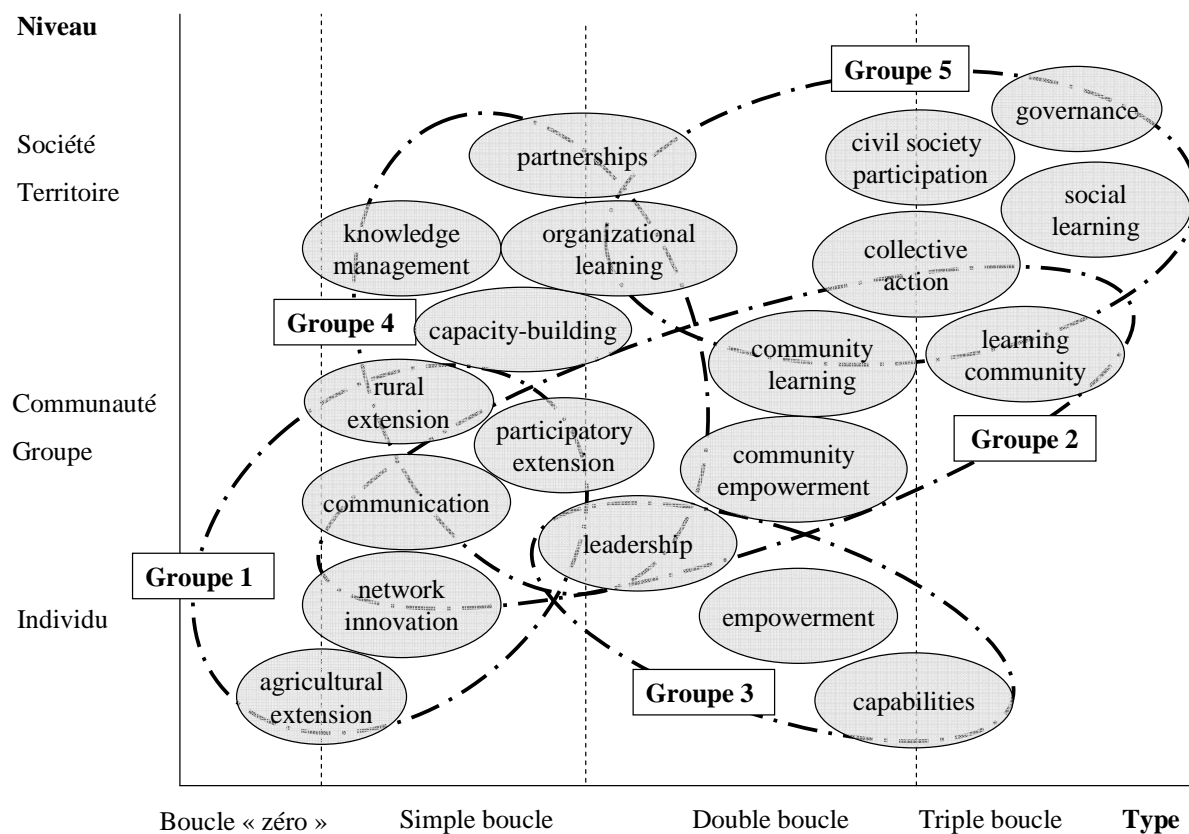 Niveau
Groupe 5
governance
Société
partnerships
civil society
participation
Territoire
social
learning
knowledge
management
organizational
learning
collective
action
Groupe 4
capacity-building
community
learning
learning
community
rural
extension
Communauté
Groupe
participatory
extension
Groupe 2
community
empowerment
communication
leadership
Groupe 1
network
innovation
Individu
empowerment
agricultural
extension
Groupe 3
capabilities
Boucle « zéro »
Simple boucle
Double boucle
Triple boucle
Type